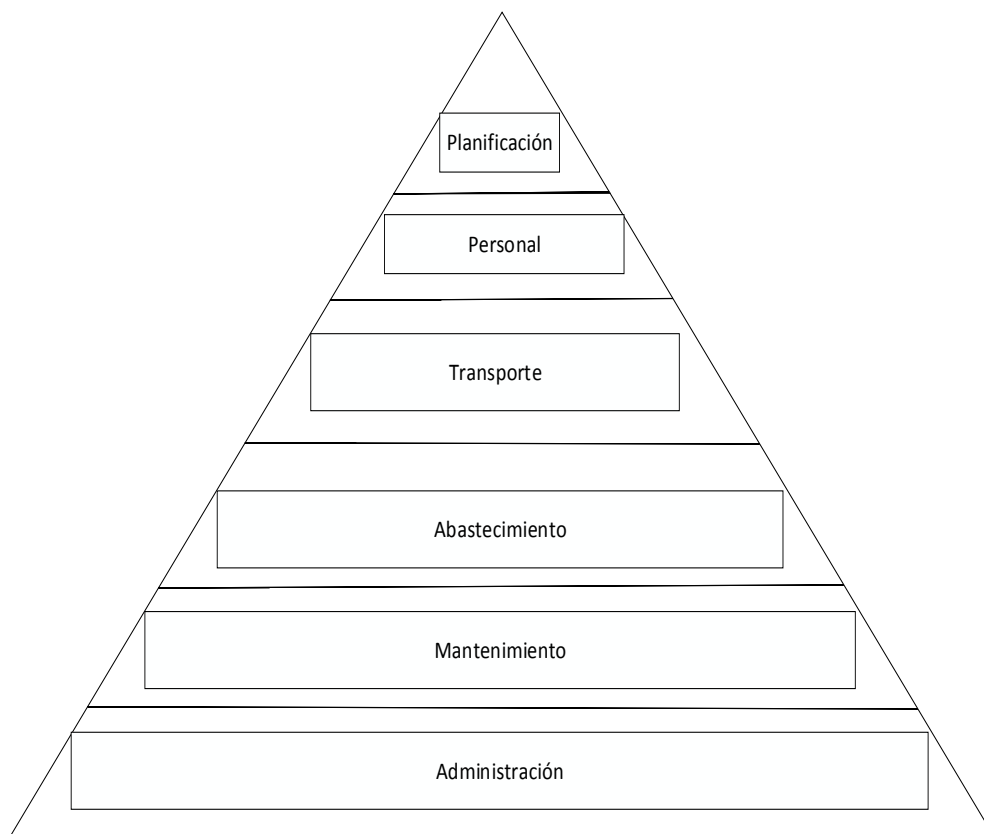 Planificación
Personal
Transporte
Abastecimiento
Mantenimiento
Administración